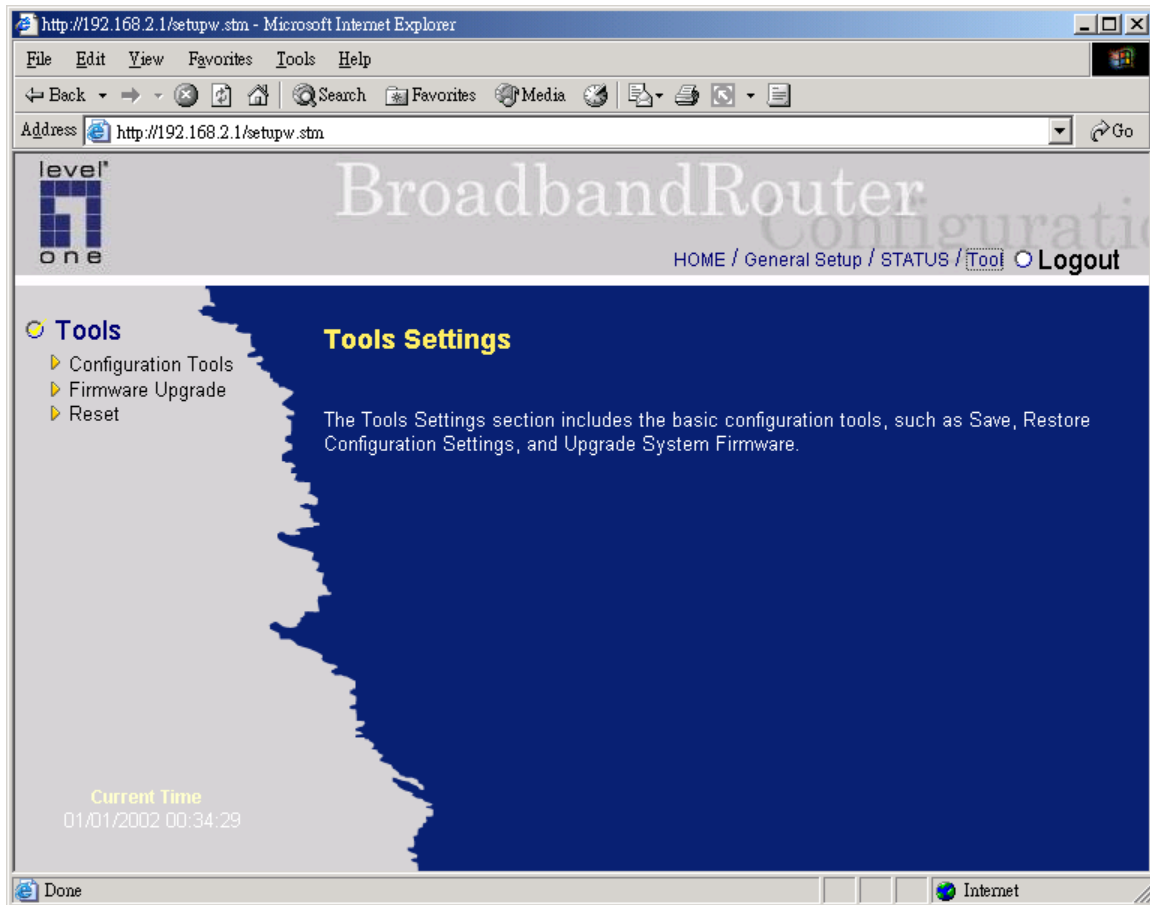 http://192.168.2.1/setupw.stm - Microsoft Internet Explorer
File Edit View Favorites Tools Help
Back Search Favorites Media
Address http://192.168.2.1/setupw.stm Go
level
one
BroadbandRouter
Configuratio
HOME / General Setup / STATUS / Tool Logout
Tools
Configuration Tools
Firmware Upgrade
Reset
Tools Settings
The Tools Settings section includes the basic configuration tools, such as Save, Restore
Configuration Settings, and Upgrade System Firmware.
Current Time
01/01/2002 00:34:29
Done Internet